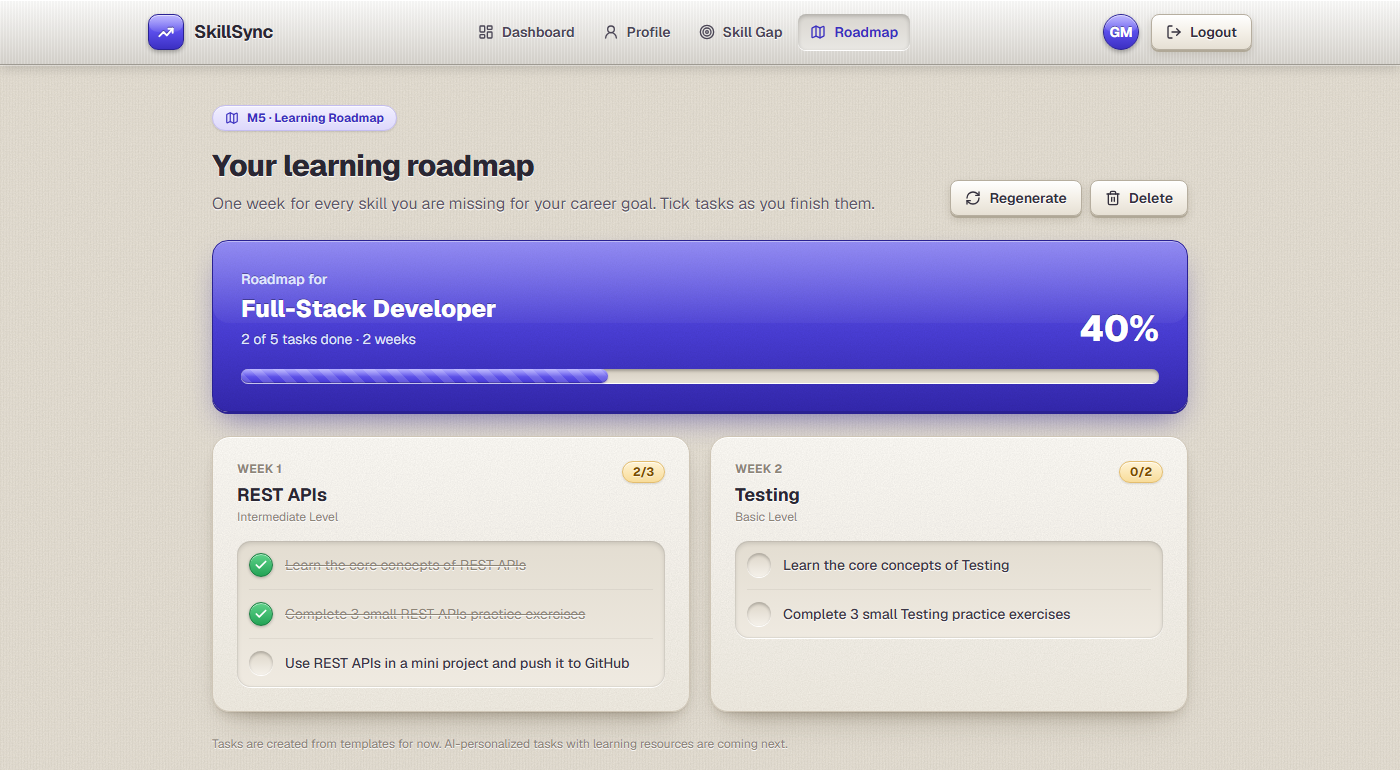 SkillSync
Dashboard
Profile
Skill Gap
Roadmap
GM
Logout
M5 · Learning Roadmap
Your learning roadmap
One week for every skill you are missing for your career goal. Tick tasks as you finish them.
Regenerate
Delete
Roadmap for
Full-Stack Developer
2 of 5 tasks done · 2 weeks
40%
WEEK 1
2/3
REST APIs
Intermediate Level
Learn the core concepts of REST APIs
Complete 3 small REST APIs practice exercises
Use REST APIs in a mini project and push it to GitHub
WEEK 2
0/2
Testing
Basic Level
Learn the core concepts of Testing
Complete 3 small Testing practice exercises
Tasks are created from templates for now. AI-personalized tasks with learning resources are coming next.